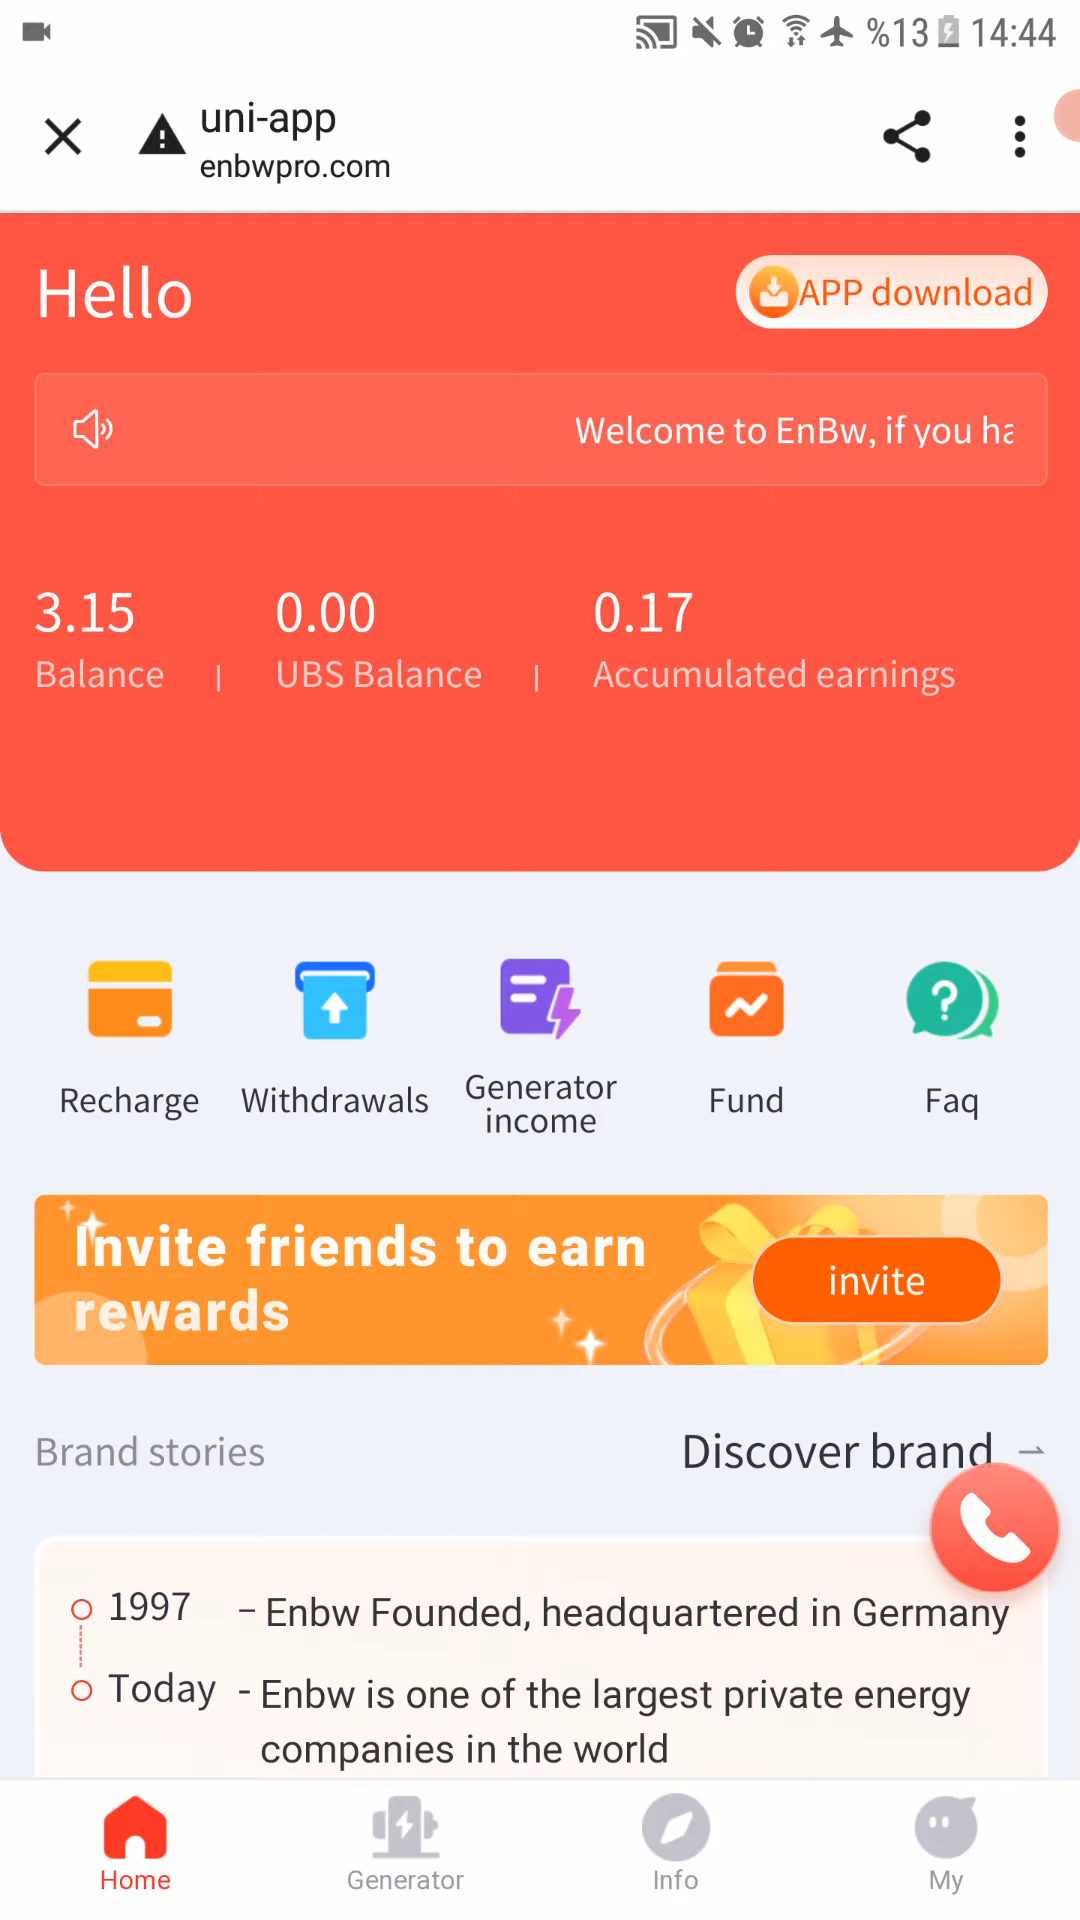 %13 14:44
uni-app
enbwpro.com
Hello
APP download
Welcome to EnBw, if you ha
3.15
0.00
0.17
Balance | UBS Balance | Accumulated earnings
Recharge
Withdrawals
Generator
income
Fund
Faq
Invite friends to earn
rewards
invite
Brand stories
Discover brand →
1997 – Enbw Founded, headquartered in Germany
Today - Enbw is one of the largest private energy
companies in the world
Home
Generator
Info
My